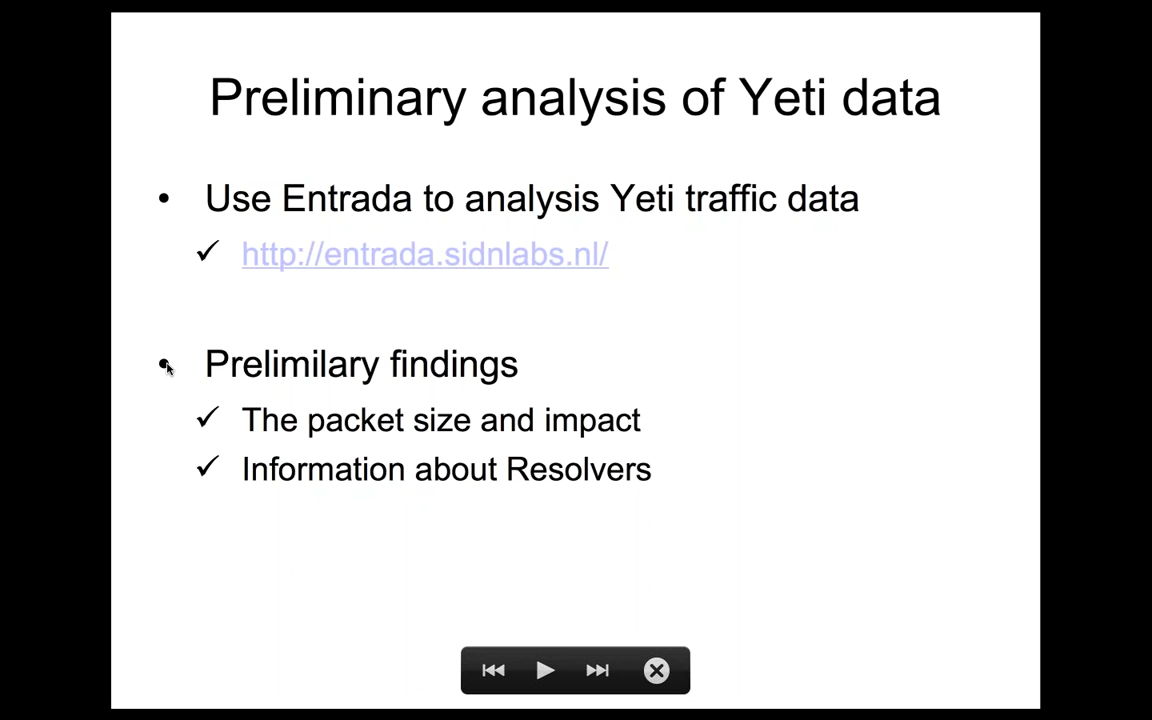 Preliminary analysis of Yeti data
• Use Entrada to analysis Yeti traffic data
✓ http://entrada.sidnlabs.nl/
• Prelimilary findings
✓ The packet size and impact
✓ Information about Resolvers